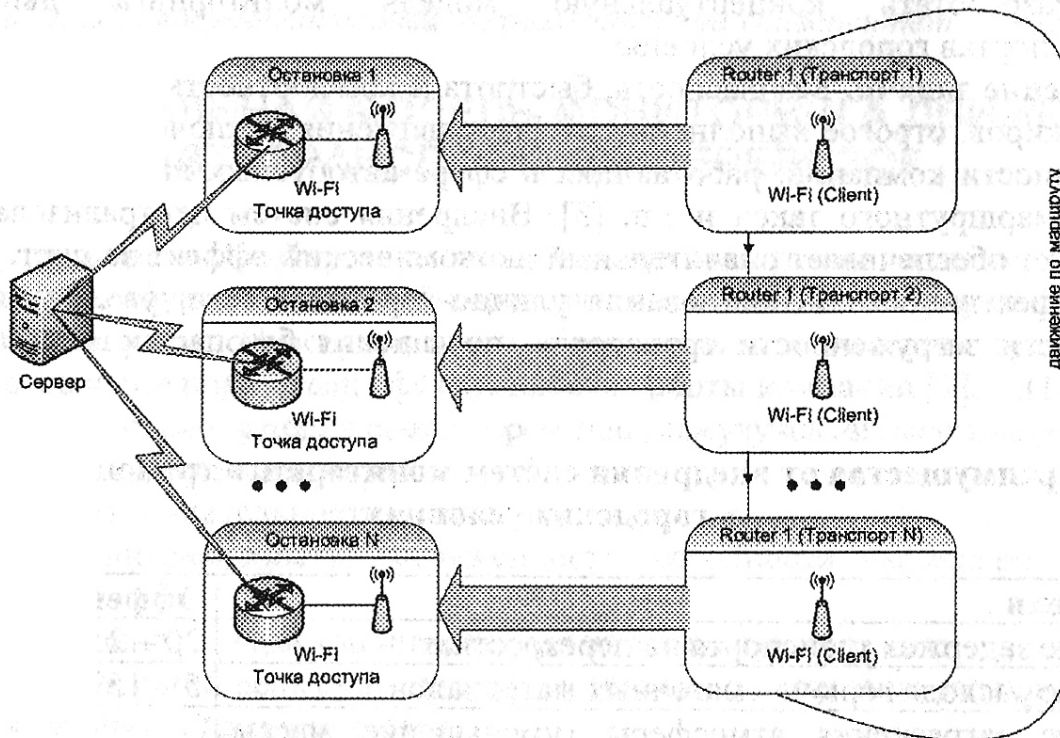 Остановка 1
Wi-Fi
Точка доступа
Router 1 (Транспорт 1)
Wi-Fi (Client)
Сервер
Остановка 2
Wi-Fi
Точка доступа
Router 1 (Транспорт 2)
Wi-Fi (Client)
движение по маршруту
Остановка N
Wi-Fi
Точка доступа
Router 1 (Транспорт N)
Wi-Fi (Client)